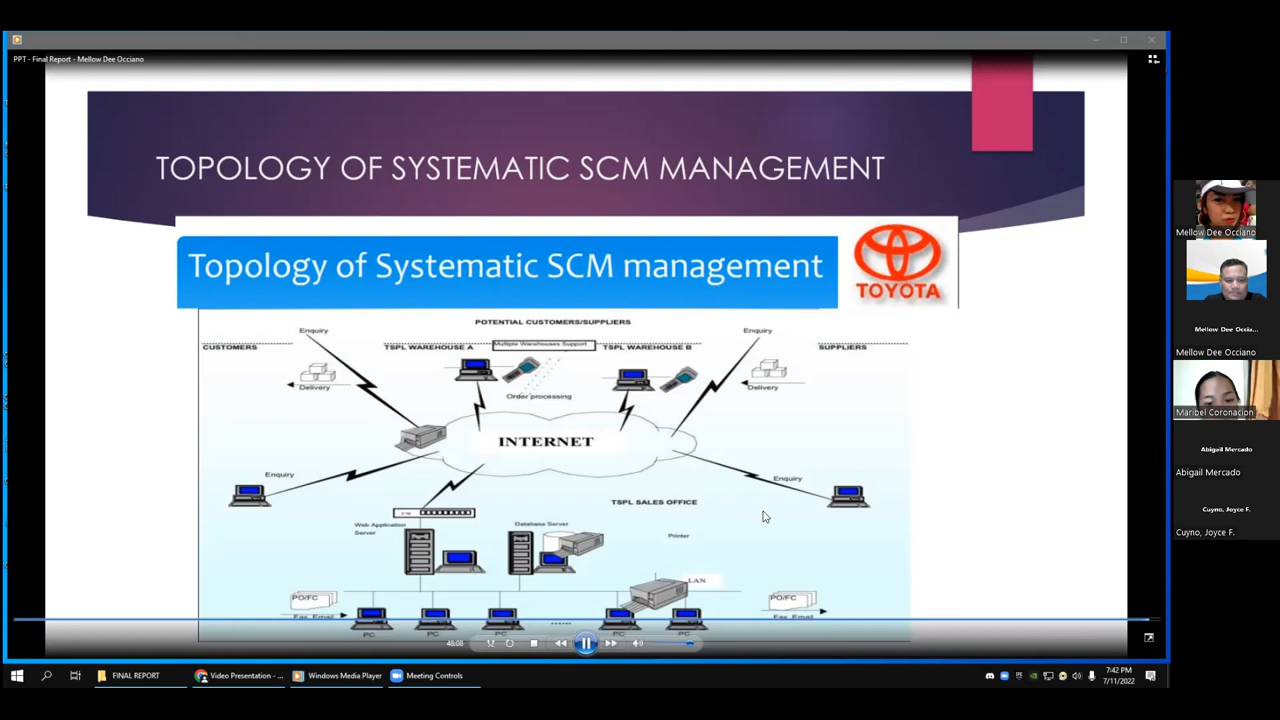 PPT - Final Report - Mellow Dee Occiano
TOPOLOGY OF SYSTEMATIC SCM MANAGEMENT
Topology of Systematic SCM management
TOYOTA
POTENTIAL CUSTOMERS/SUPPLIERS
Enquiry
Enquiry
CUSTOMERS
TSPL WAREHOUSE A
Multiple Warehouses Support
TSPL WAREHOUSE B
SUPPLIERS
Delivery
Order processing
Delivery
INTERNET
Enquiry
Enquiry
TSPL SALES OFFICE
Web Application
Server
Database Server
Printer
LAN
PO/FC
Fax, Email
PO/FC
Fax, Email
PC
PC
PC
......
PC
PC
48:08
Mellow Dee Occiano
Mellow Dee Occia...
Mellow Dee Occiano
Maribel Coronacion
Abigail Mercado
Abigail Mercado
Cuyno, Joyce F.
Cuyno, Joyce F.
FINAL REPORT
Video Presentation - ...
Windows Media Player
Meeting Controls
7:42 PM
7/11/2022